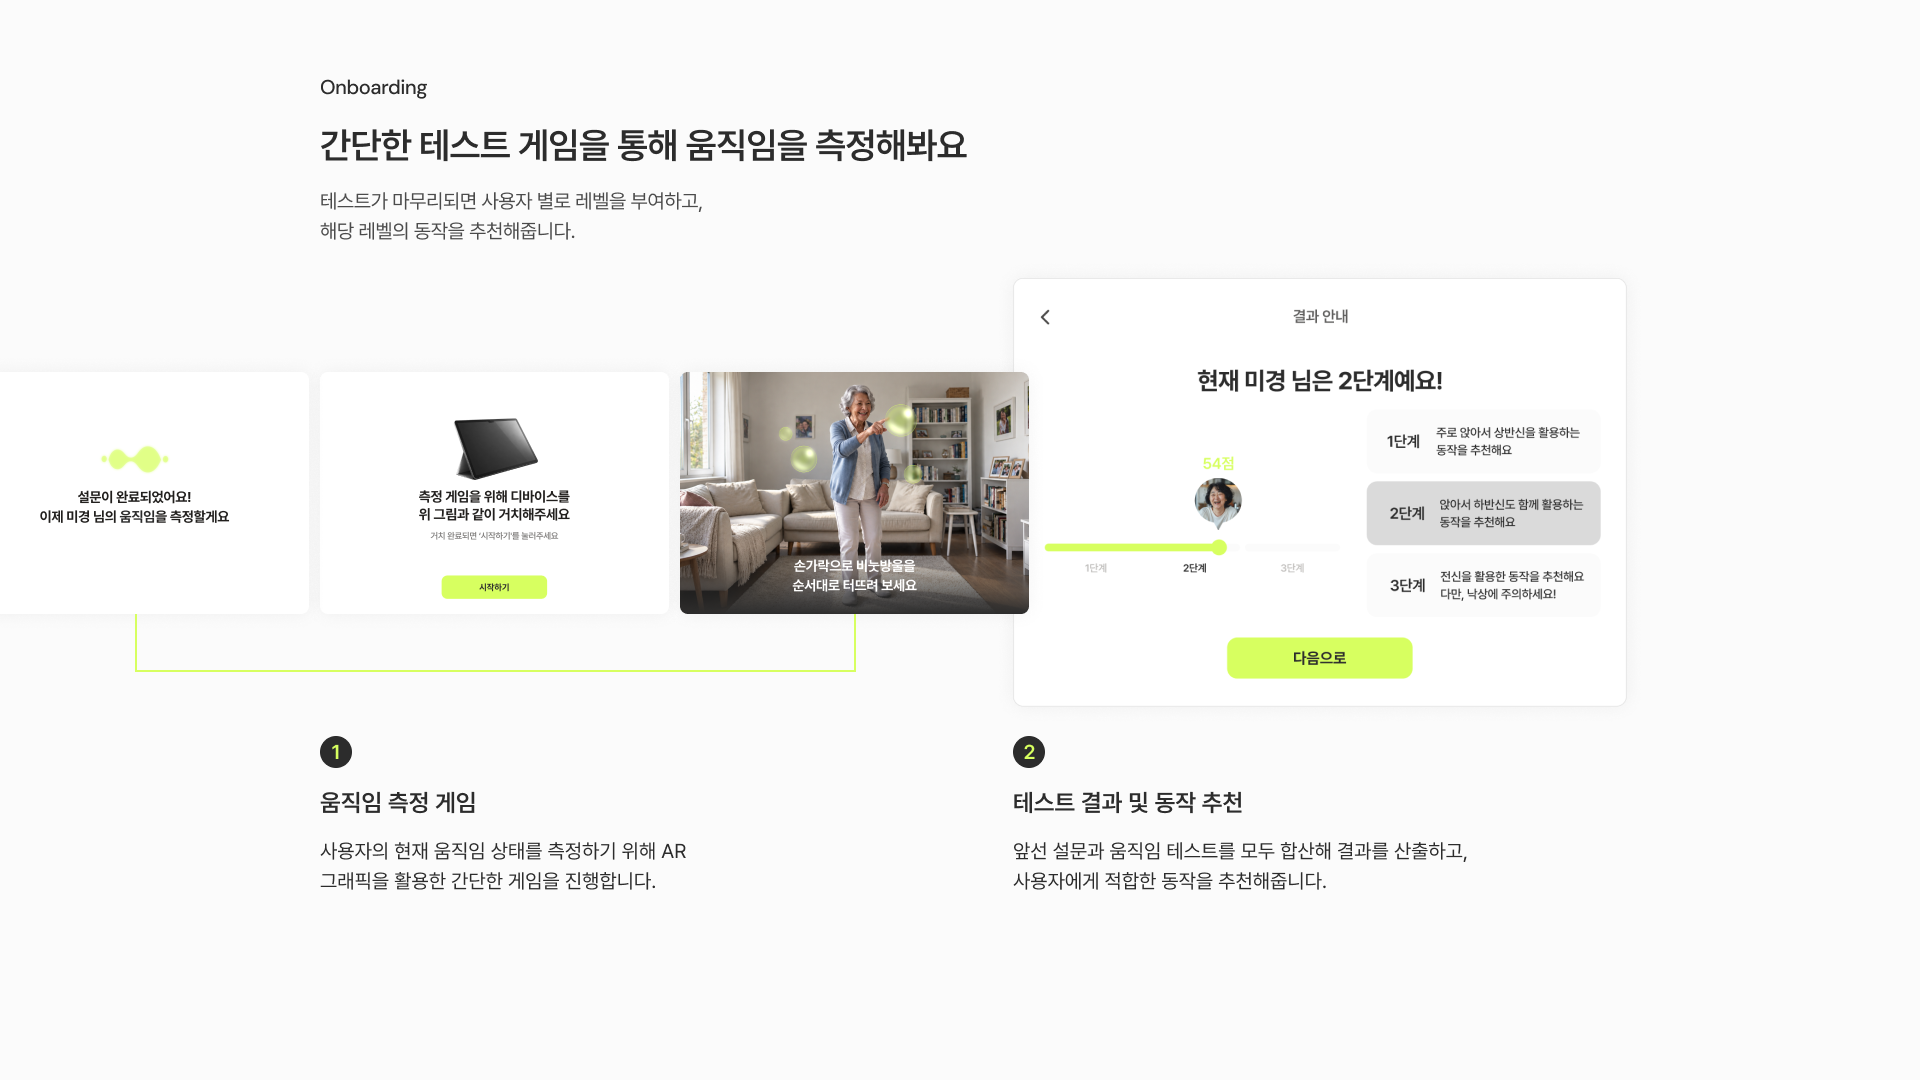 Onboarding
간단한 테스트 게임을 통해 움직임을 측정해봐요
테스트가 마무리되면 사용자 별로 레벨을 부여하고,
해당 레벨의 동작을 추천해줍니다.
설문이 완료되었어요!
이제 미경 님의 움직임을 측정할게요
측정 게임을 위해 디바이스를
위 그림과 같이 거치해주세요
거치 완료되면 '시작하기'를 눌러주세요
시작하기
손가락으로 비눗방울을
순서대로 터뜨려 보세요
결과 안내
현재 미경 님은 2단계예요!
54점
1단계
2단계
3단계
1단계
주로 앉아서 상반신을 활용하는
동작을 추천해요
2단계
앉아서 하반신도 함께 활용하는
동작을 추천해요
3단계
전신을 활용한 동작을 추천해요
다만, 낙상에 주의하세요!
다음으로
1
움직임 측정 게임
사용자의 현재 움직임 상태를 측정하기 위해 AR
그래픽을 활용한 간단한 게임을 진행합니다.
2
테스트 결과 및 동작 추천
앞선 설문과 움직임 테스트를 모두 합산해 결과를 산출하고,
사용자에게 적합한 동작을 추천해줍니다.